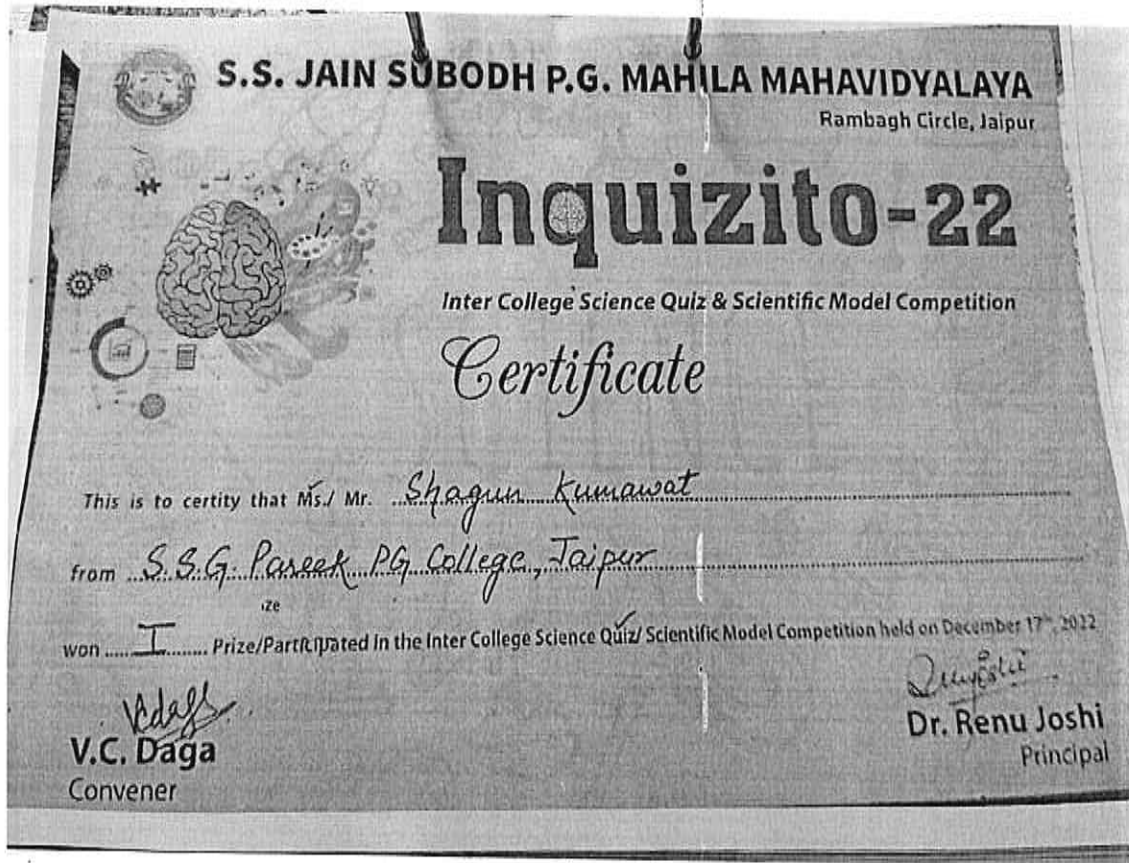 S.S. JAIN SUBODH P.G. MAHILA MAHAVIDYALAYA
Rambagh Circle, Jaipur
Inquizito-22
Inter College Science Quiz & Scientific Model Competition
Certificate
This is to certity that Ms./ Mr. Shagun Kumawat
from S.S.G. Pareek PG College, Jaipur
ize
won I Prize/Participated in the Inter College Science Quiz/ Scientific Model Competition held on December 17th, 2022
V.C. Daga
Convener
Dr. Renu Joshi
Principal